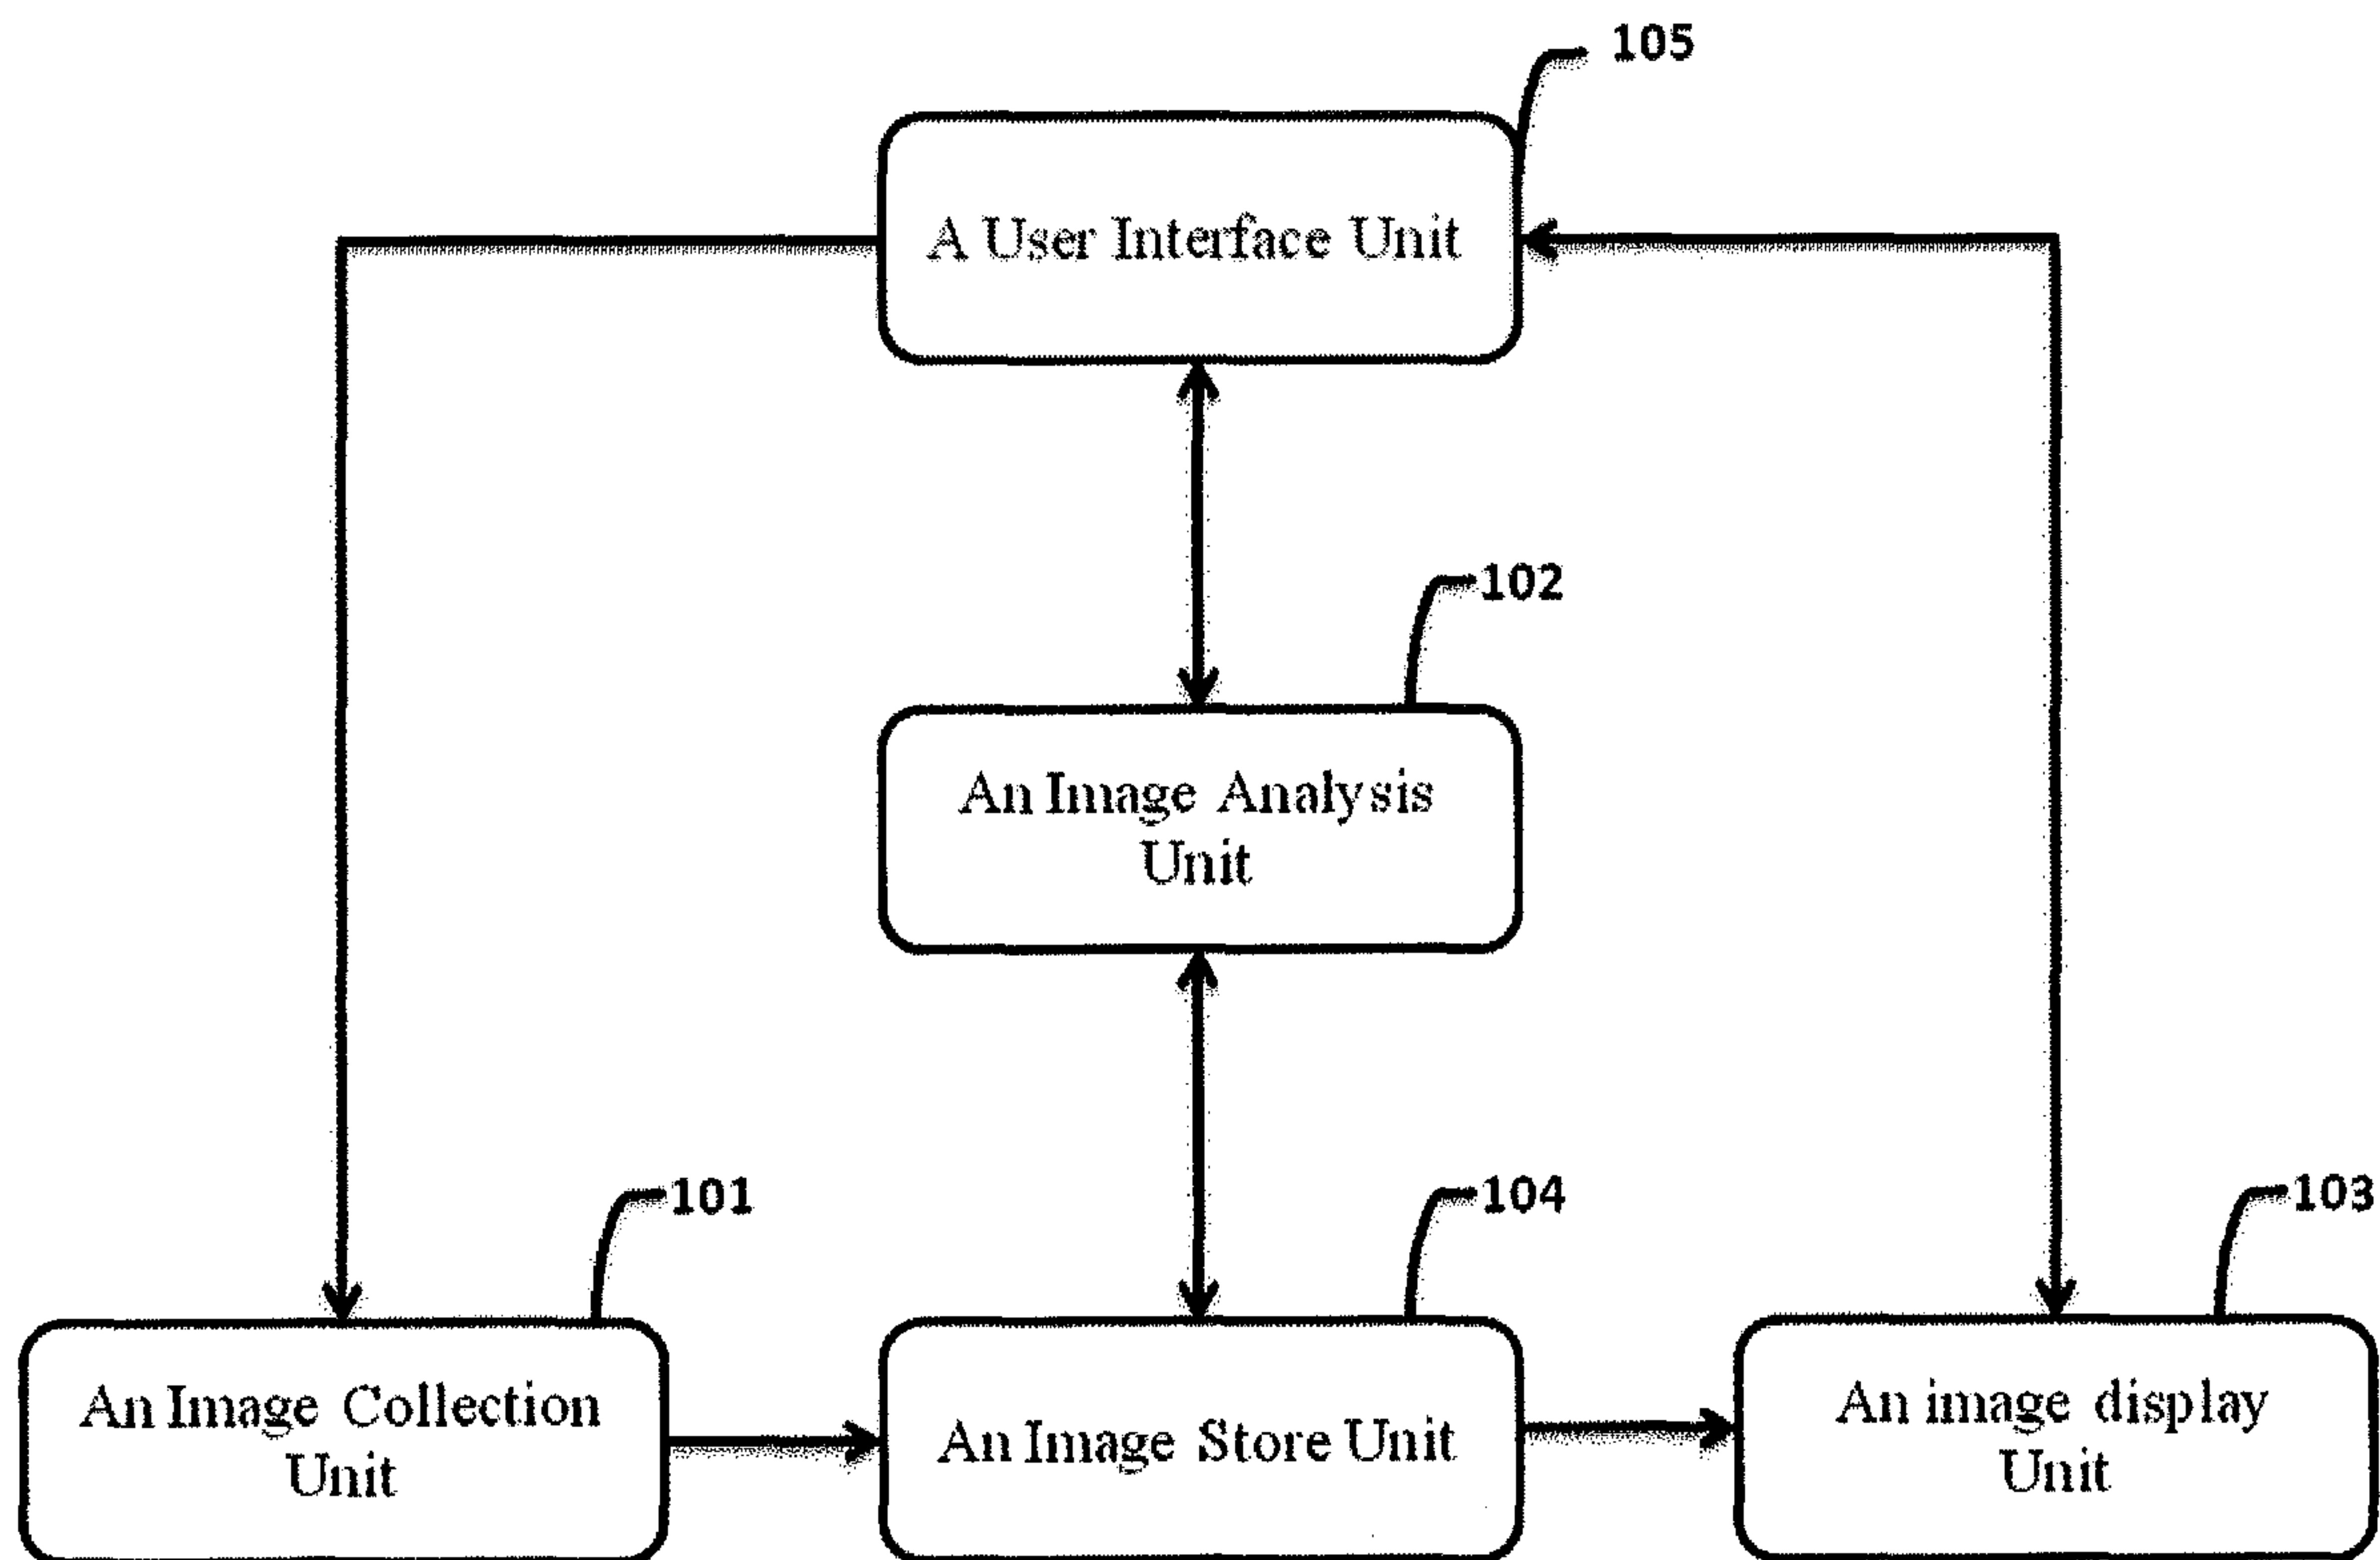 105
A User Interface Unit
102
An Image Analysis
Unit
101
104
103
An Image Collection
Unit
An Image Store Unit
An image display
Unit